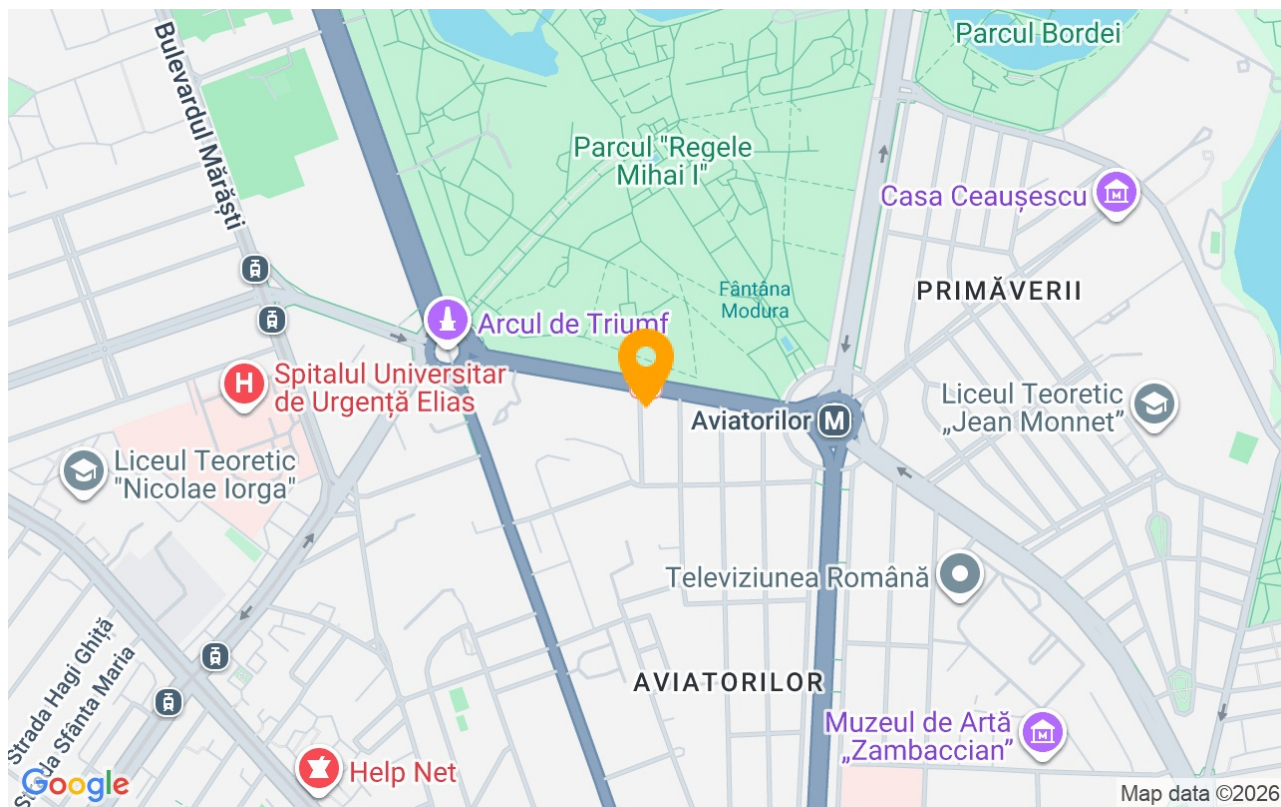 Parcul Bordei
Bulevardul Mărăști
Parcul "Regele
Mihai I"
Casa Ceaușescu
Fântâna
Modura
PRIMĂVERII
Arcul de Triumf
H
Spitalul Universitar
de Urgență Elias
Aviatorilor
M
Liceul Teoretic
„Jean Monnet”
Liceul Teoretic
"Nicolae Iorga"
Televiziunea Română
Strada Hagi Ghiță
Strada Sfânta Maria
AVIATORILOR
Muzeul de Artă
„Zambaccian”
Help Net
Google
Map data ©2026